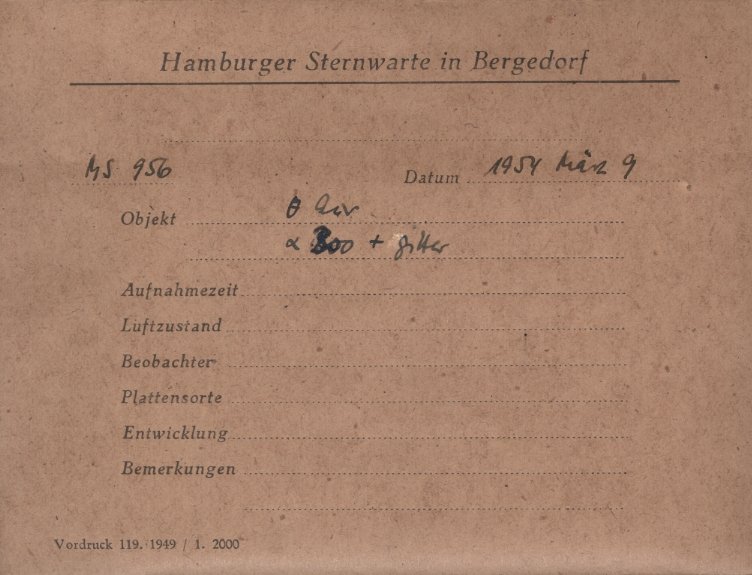 Hamburger Sternwarte in Bergedorf
MS 956 Datum 1954 März 9
Objekt θ Aur
α Boo + Gitter
Aufnahmezeit
Luftzustand
Beobachter
Plattensorte
Entwicklung
Bemerkungen
Vordruck 119. 1949 / 1. 2000